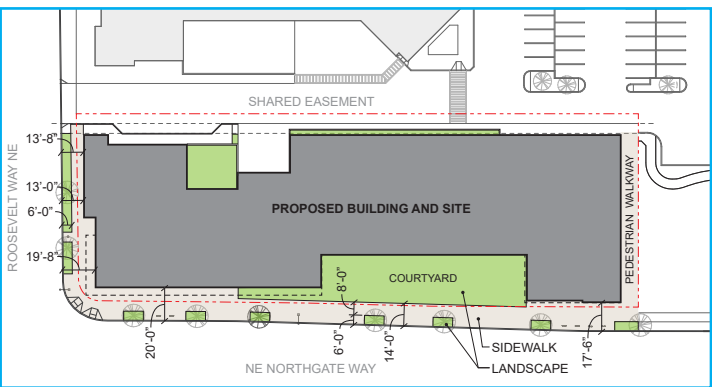 SHARED EASEMENT
13'-8"
13'-0"
6'-0"
19'-8"
ROOSEVELT WAY NE
PROPOSED BUILDING AND SITE
PEDESTRIAN WALKWAY
COURTYARD
8'-0"
20'-0"
6'-0"
14'-0"
17'-6"
SIDEWALK
LANDSCAPE
NE NORTHGATE WAY